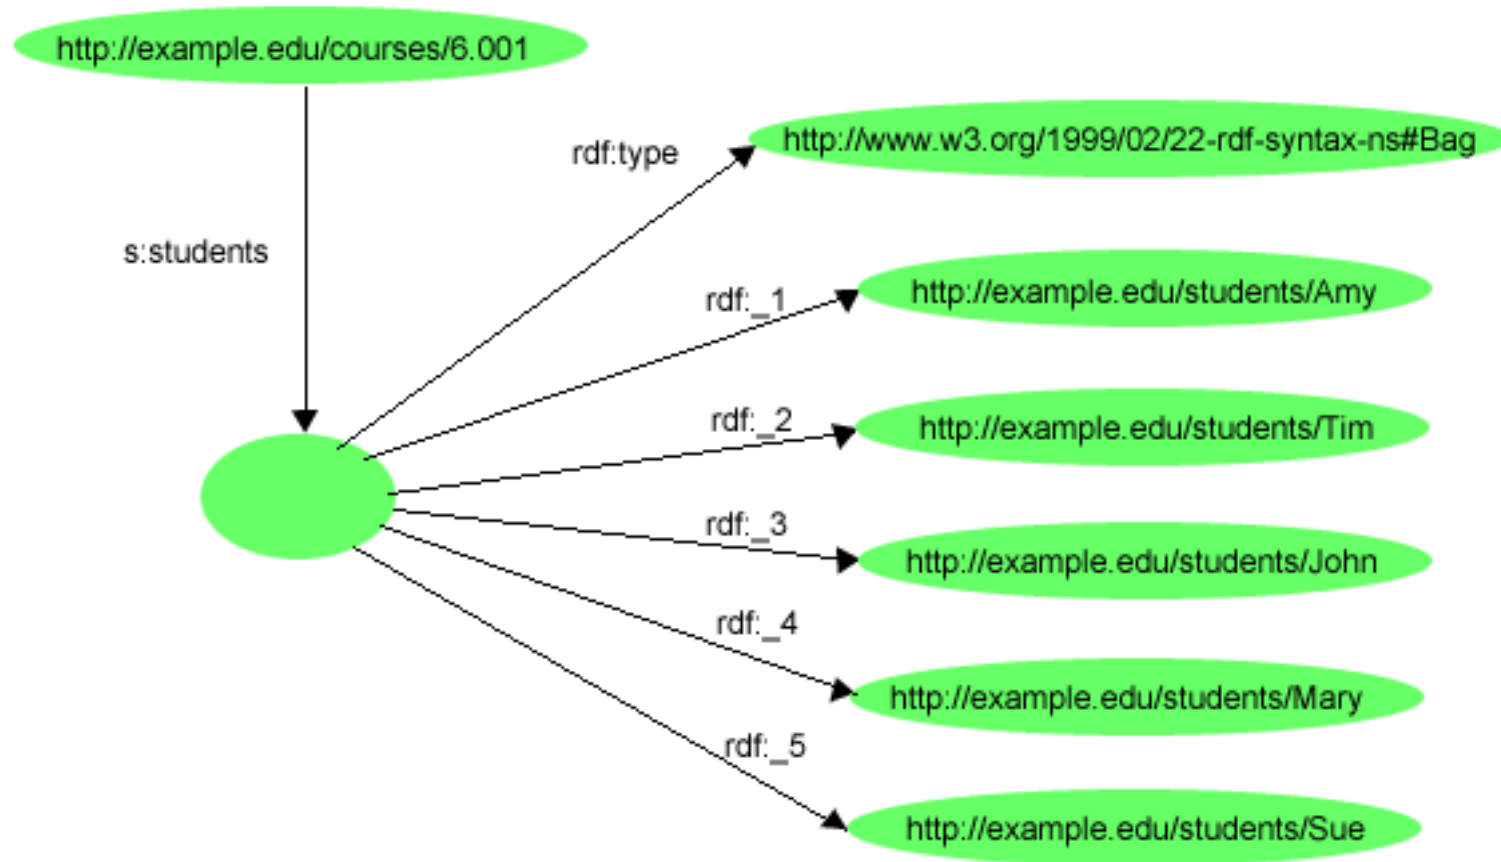 http://example.edu/courses/6.001
http://www.w3.org/1999/02/22-rdf-syntax-ns#Bag
rdf:type
s:students
http://example.edu/students/Amy
rdf:_1
rdf:_2
http://example.edu/students/Tim
rdf:_3
http://example.edu/students/John
rdf:_4
http://example.edu/students/Mary
rdf:_5
http://example.edu/students/Sue